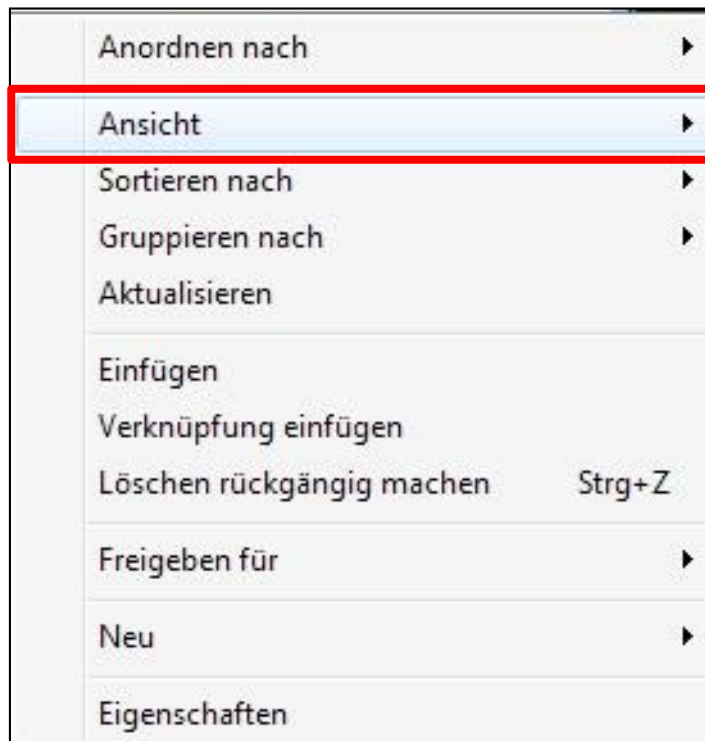 Anordnen nach
Ansicht
Sortieren nach
Gruppieren nach
Aktualisieren
Einfügen
Verknüpfung einfügen
Löschen rückgängig machen Strg+Z
Freigeben für
Neu
Eigenschaften